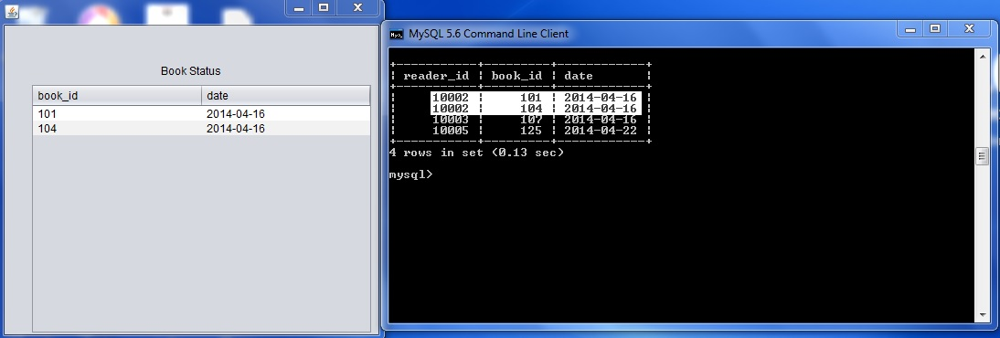 Book Status
book_id date
101 2014-04-16
104 2014-04-16
MySQL 5.6 Command Line Client
+-----------+---------+------------+
¦ reader_id ¦ book_id ¦ date ¦
+-----------+---------+------------+
¦ 10002 ¦ 101 ¦ 2014-04-16 ¦
¦ 10002 ¦ 104 ¦ 2014-04-16 ¦
¦ 10003 ¦ 107 ¦ 2014-04-16 ¦
¦ 10005 ¦ 125 ¦ 2014-04-22 ¦
+-----------+---------+------------+
4 rows in set (0.13 sec)
mysql>